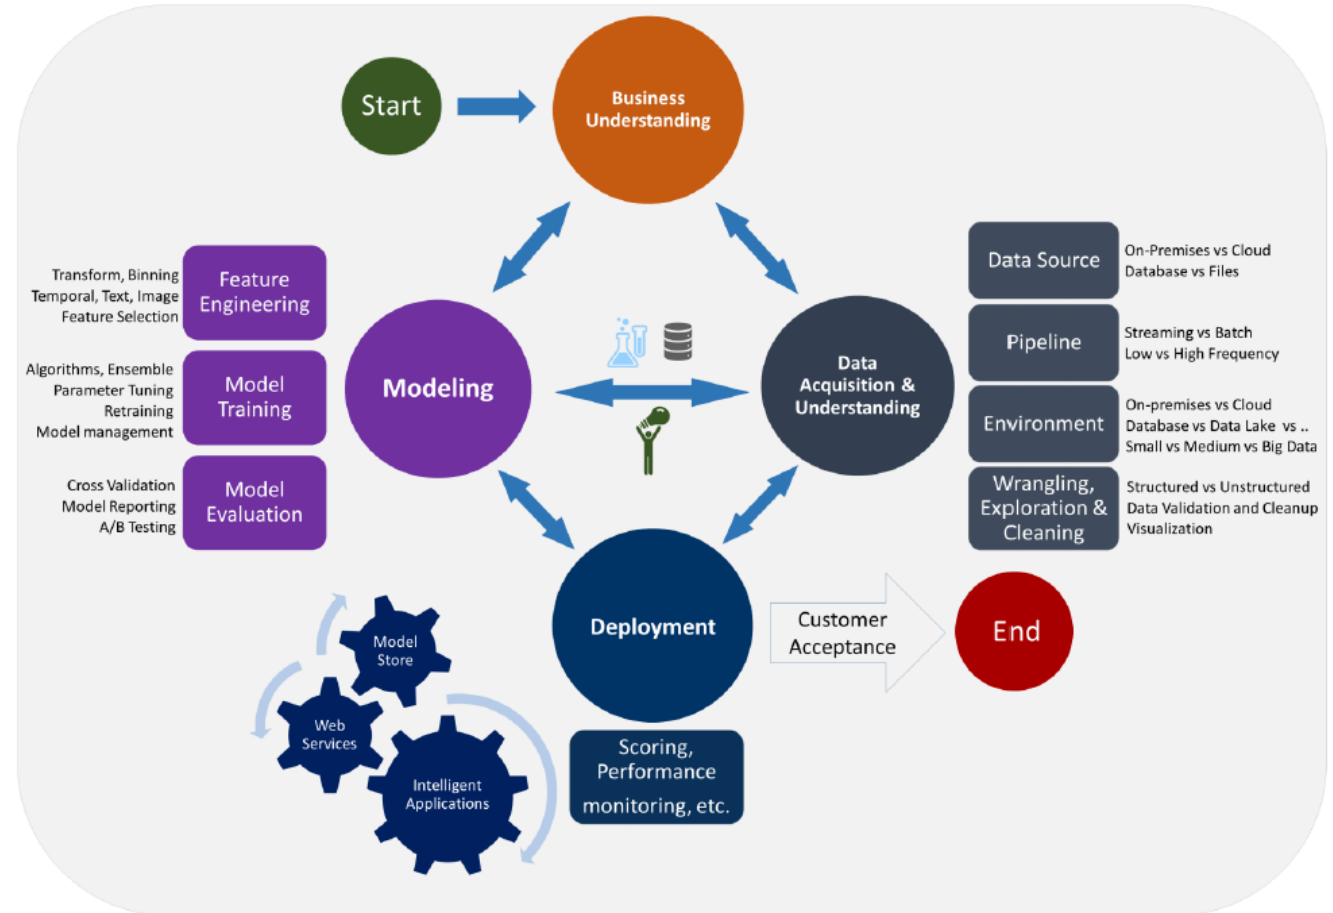 Start
Business
Understanding
Feature
Engineering
Transform, Binning
Temporal, Text, Image
Feature Selection
Model
Training
Algorithms, Ensemble
Parameter Tuning
Retraining
Model management
Model
Evaluation
Cross Validation
Model Reporting
A/B Testing
Modeling
Data
Acquisition &
Understanding
Data Source
On-Premises vs Cloud
Database vs Files
Pipeline
Streaming vs Batch
Low vs High Frequency
Environment
On-premises vs Cloud
Database vs Data Lake vs ..
Small vs Medium vs Big Data
Wrangling,
Exploration &
Cleaning
Structured vs Unstructured
Data Validation and Cleanup
Visualization
Deployment
Customer
Acceptance
End
Model
Store
Web
Services
Intelligent
Applications
Scoring,
Performance
monitoring, etc.